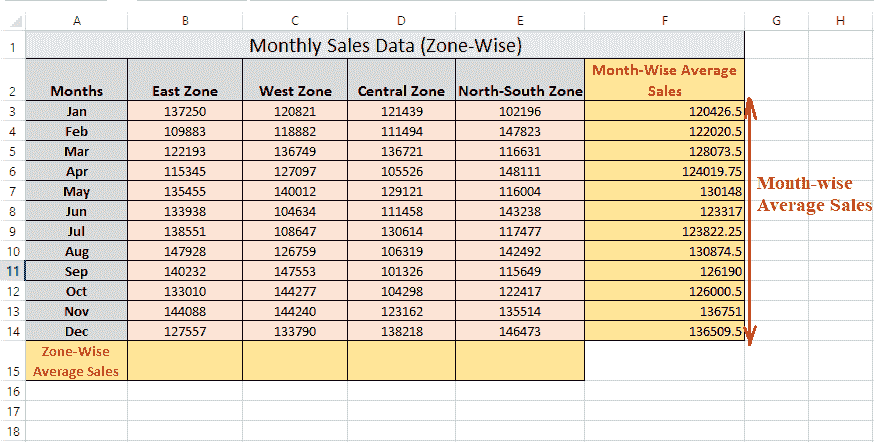 A B C D E F G H
1 Monthly Sales Data (Zone-Wise)
Month-Wise Average
2 Months East Zone West Zone Central Zone North-South Zone Sales
3 Jan 137250 120821 121439 102196 120426.5
4 Feb 109883 118882 111494 147823 122020.5
5 Mar 122193 136749 136721 116631 128073.5
6 Apr 115345 127097 105526 148111 124019.75
7 May 135455 140012 129121 116004 130148
8 Jun 133938 104634 111458 143238 123317
9 Jul 138551 108647 130614 117477 123822.25
10 Aug 147928 126759 106319 142492 130874.5
11 Sep 140232 147553 101326 115649 126190
12 Oct 133010 144277 104298 122417 126000.5
13 Nov 144088 144240 123162 135514 136751
14 Dec 127557 133790 138218 146473 136509.5
Month-wise
Average Sales
Zone-Wise
15 Average Sales
16
17
18